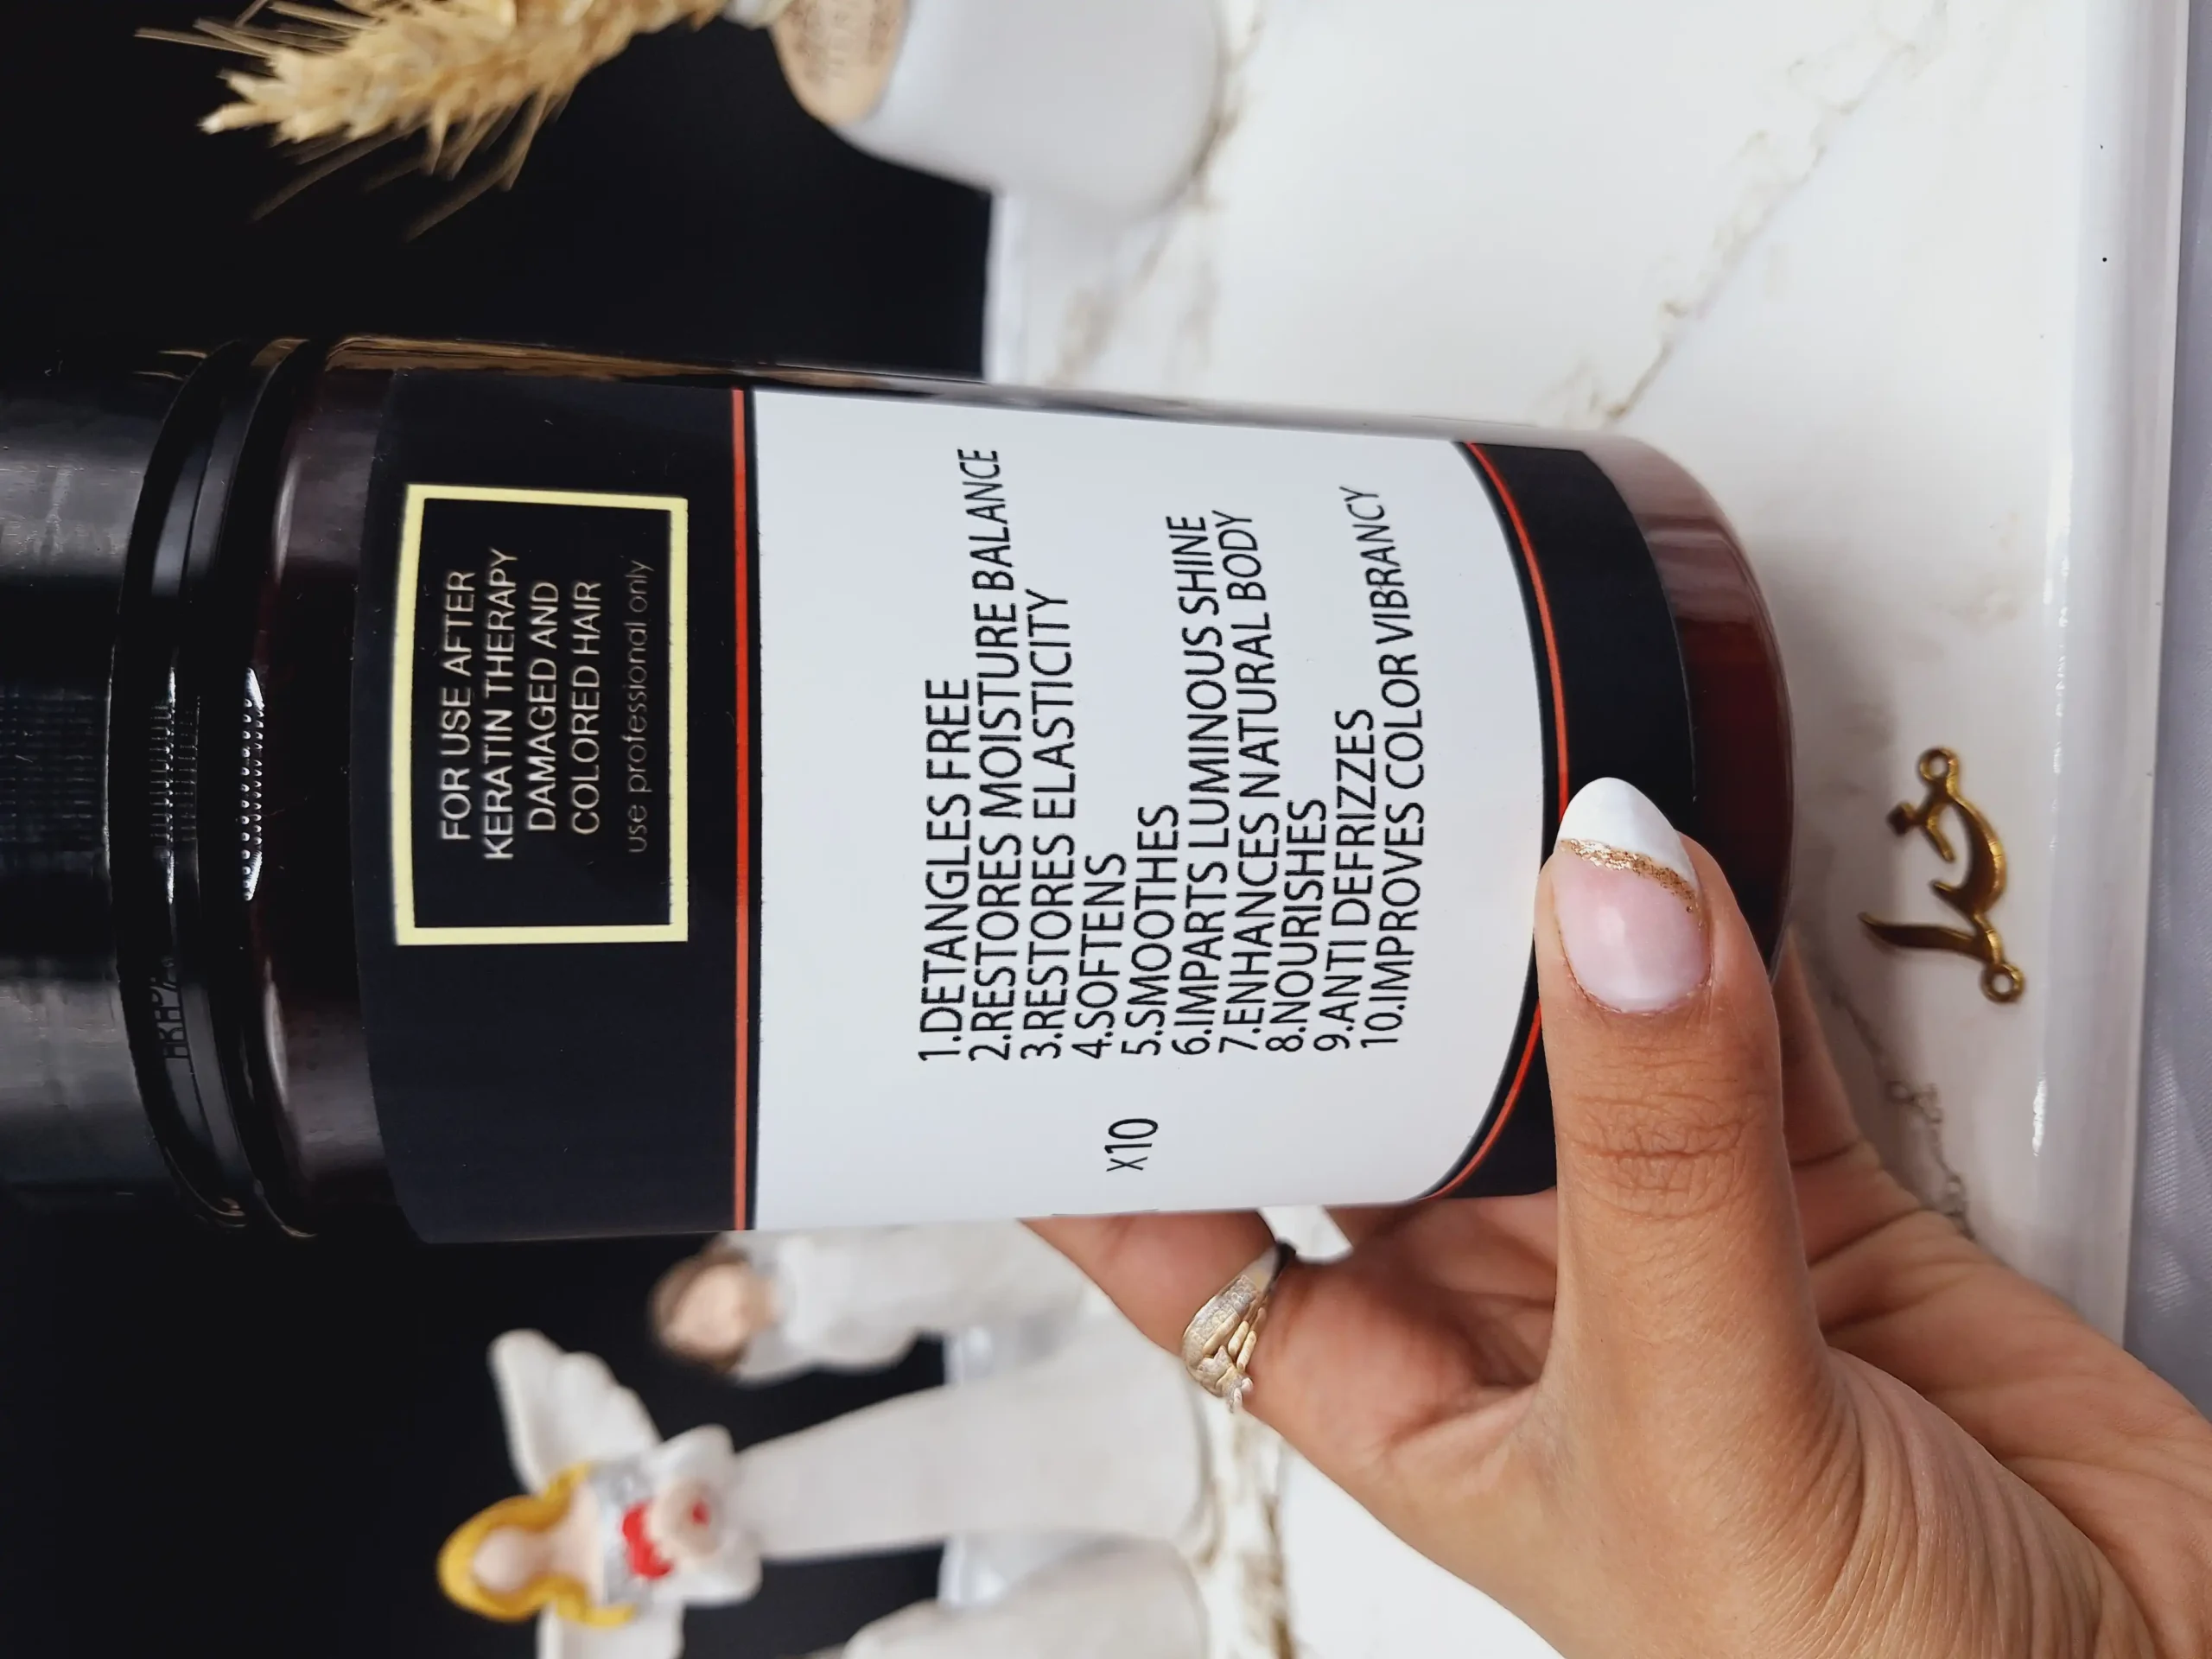 FOR USE AFTER
KERATIN THERAPY
DAMAGED AND
COLORED HAIR
use professional only
1.DETANGLES FREE
2.RESTORES MOISTURE BALANCE
3.RESTORES ELASTICITY
4.SOFTENS
X10
5.SMOOTHES
6.IMPARTS LUMINOUS SHINE
7.ENHANCES NATURAL BODY
8.NOURISHES
9.ANTI DEFRIZZES
10.IMPROVES COLOR VIBRANCY